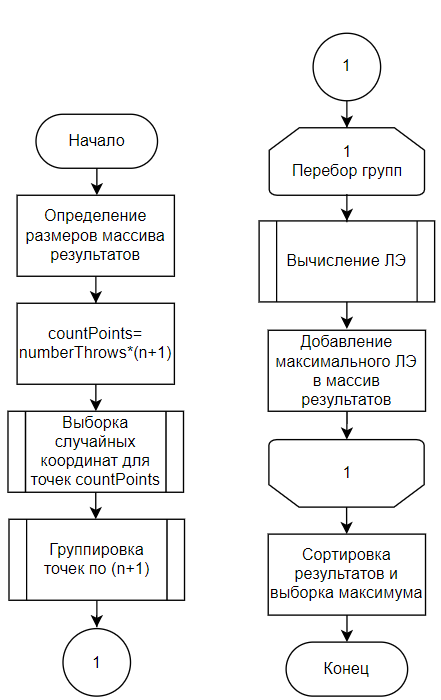 Начало
Определение
размеров массива
результатов
countPoints=
numberThrows*(n+1)
Выборка
случайных
координат для
точек countPoints
Группировка
точек по (n+1)
1
1
1
Перебор групп
Вычисление ЛЭ
Добавление
максимального ЛЭ
в массив
результатов
1
Сортировка
результатов и
выборка максимума
Конец